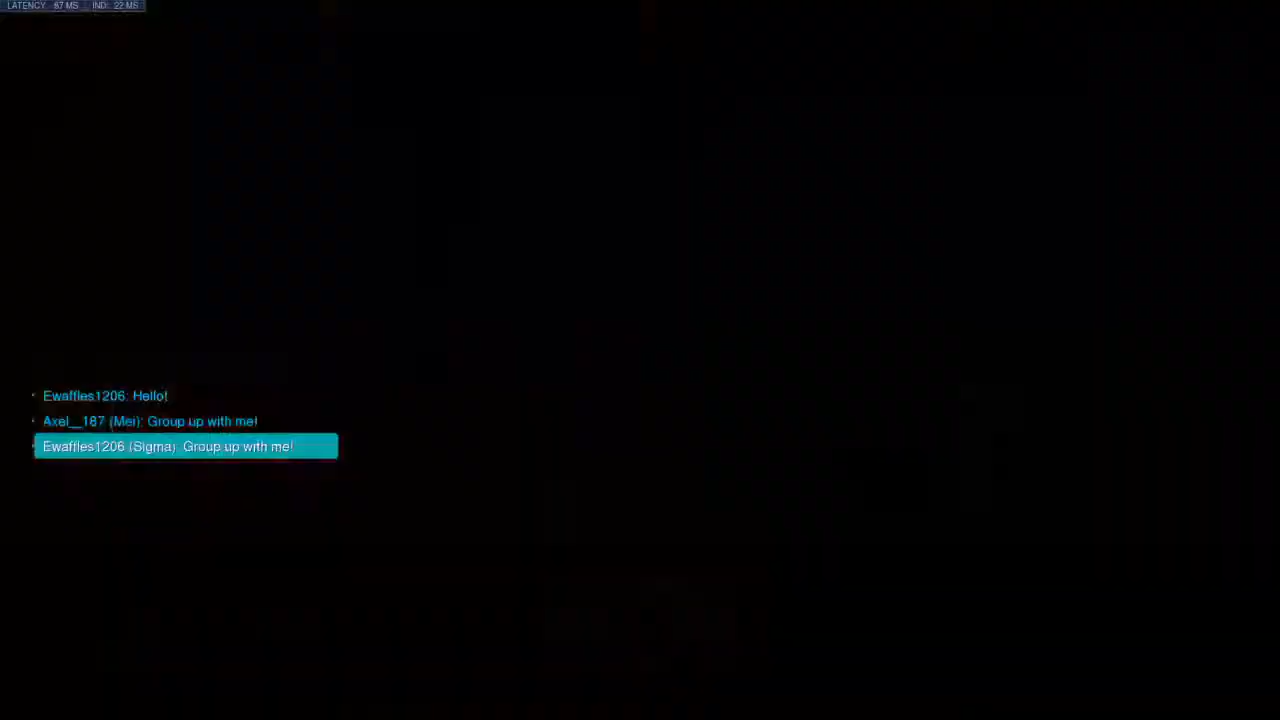 LATENCY: 67 MS IND: 22 MS
Ewaffles1206: Hello!
Axel__187 (Mei): Group up with me!
Ewaffles1206 (Sigma): Group up with me!